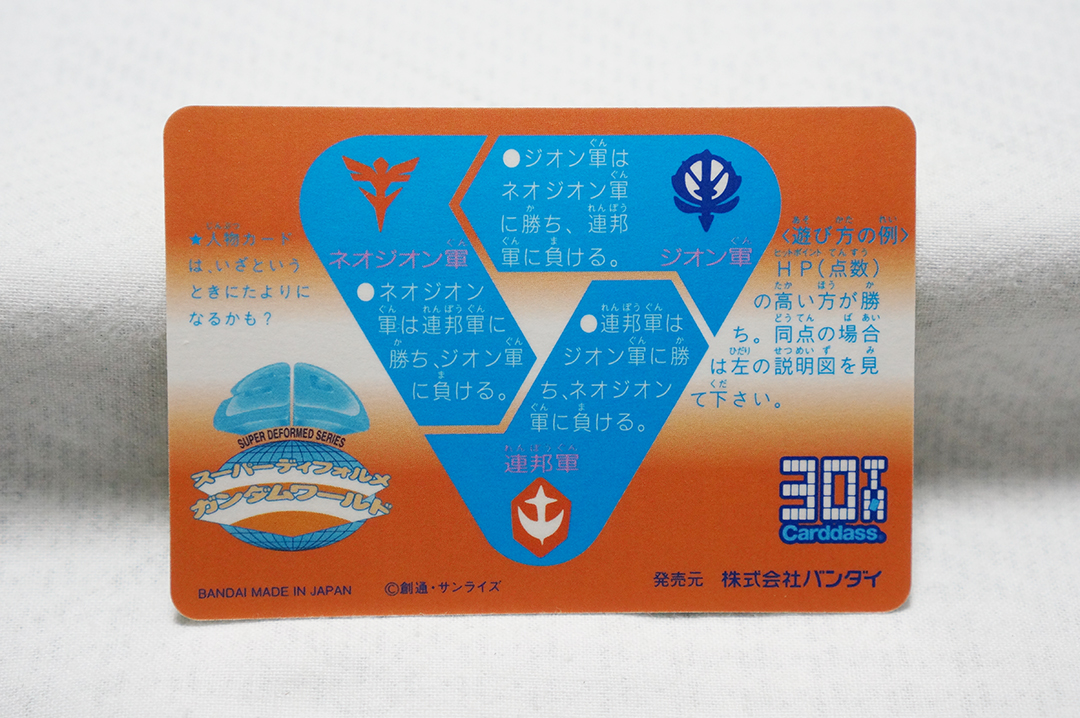 ●ジオン軍は
ネオジオン軍
に勝ち、連邦
軍に負ける。
ネオジオン軍
ジオン軍
●ネオジオン
軍は連邦軍に
勝ち、ジオン軍
に負ける。
●連邦軍は
ジオン軍に勝
ち、ネオジオン
軍に負ける。
連邦軍
★人物カード
は、いざという
ときにたよりに
なるかも?
〈遊び方の例〉
HP(点数)
の高い方が勝
ち。同点の場合
は左の説明図を見
て下さい。
SUPER DEFORMED SERIES
スーパーディフォルメ
ガンダムワールド
30TH
Carddass®
BANDAI MADE IN JAPAN
©創通・サンライズ
発売元 株式会社バンダイ